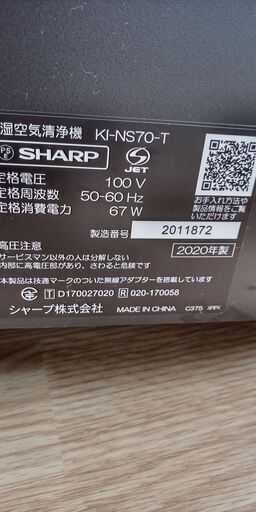 湿空気清浄機 KI-NS70-T
PS E SHARP
JET
定格電圧 100 V
定格周波数 50-60 Hz
定格消費電力 67 W
お手入れ方法や
製品情報をご覧
いただけます
製造番号 2011872
高圧注意 2020年製
サービスマン以外の人は分解しない
内部に高電圧部があり、さわると危険です
本製品は技適マークのついた無線アダプターを搭載しています
T D170027020 R 020-170058
シャープ株式会社 MADE IN CHINA C375